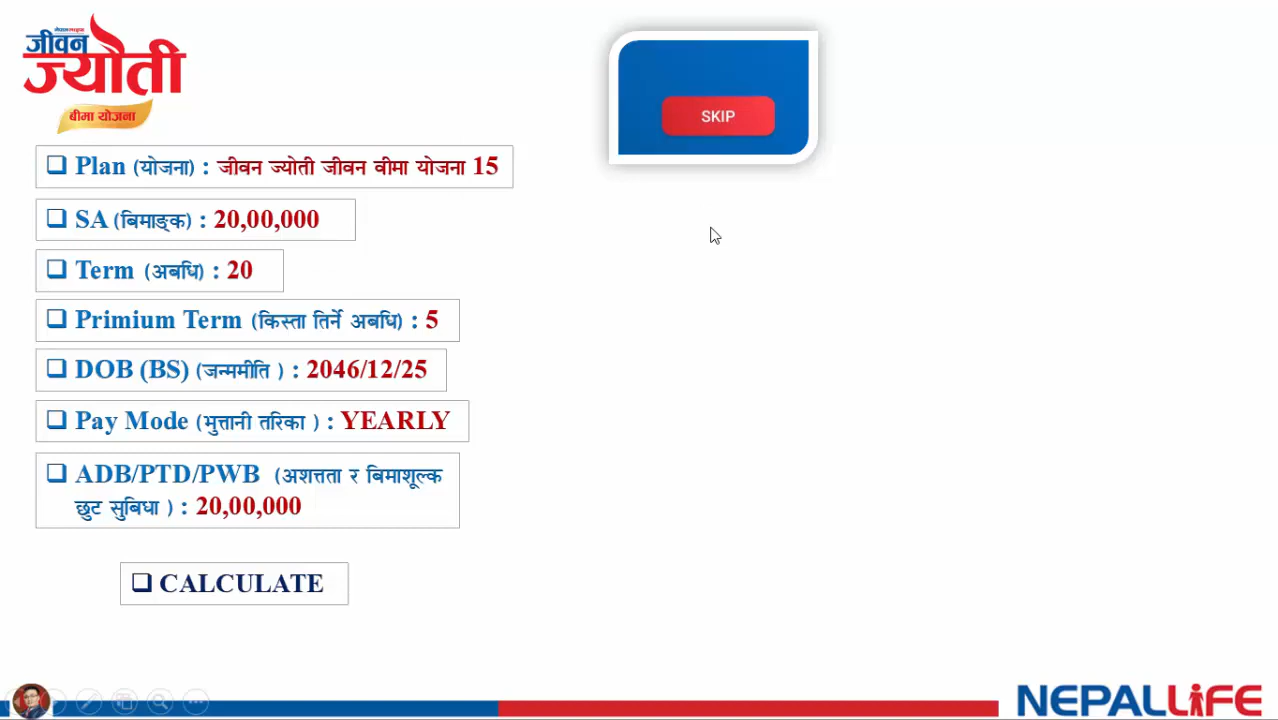 नेपाल लाइफ
जीवन
ज्योती
बीमा योजना
SKIP
Plan (योजना) : जीवन ज्योती जीवन वीमा योजना 15
SA (बिमाङ्क) : 20,00,000
Term (अबधि) : 20
Primium Term (किस्ता तिर्ने अबधि) : 5
DOB (BS) (जन्ममीति ) : 2046/12/25
Pay Mode (भुत्तानी तरिका ) : YEARLY
ADB/PTD/PWB (अशत्तता र बिमाशूल्क
छुट सुबिधा ) : 20,00,000
CALCULATE
NEPALLIFE